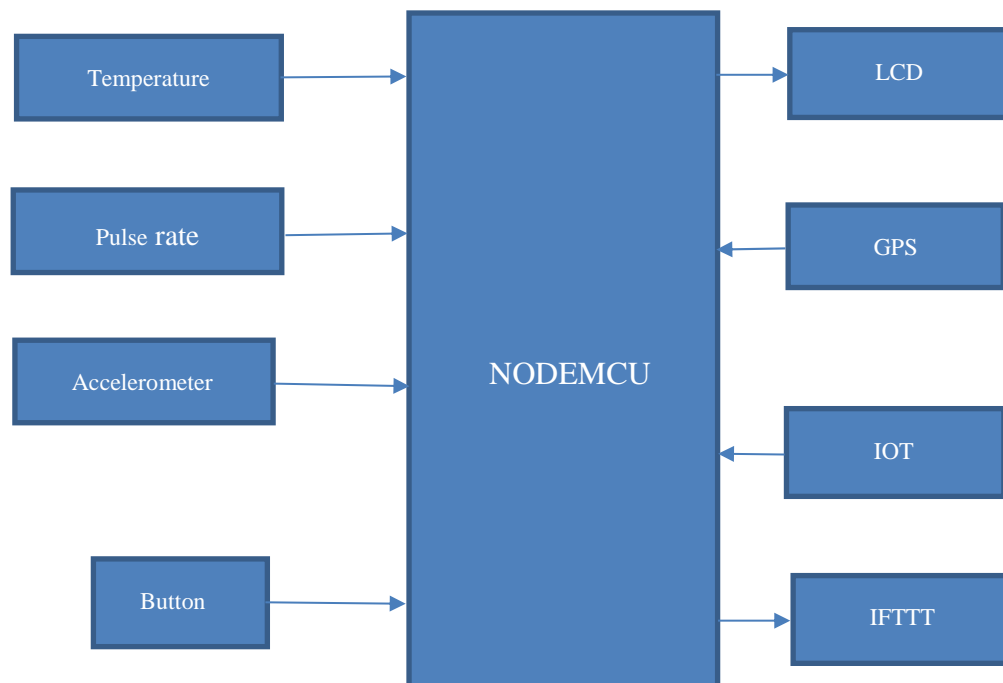 Temperature
Pulse rate
Accelerometer
Button
NODEMCU
LCD
GPS
IOT
IFTTT